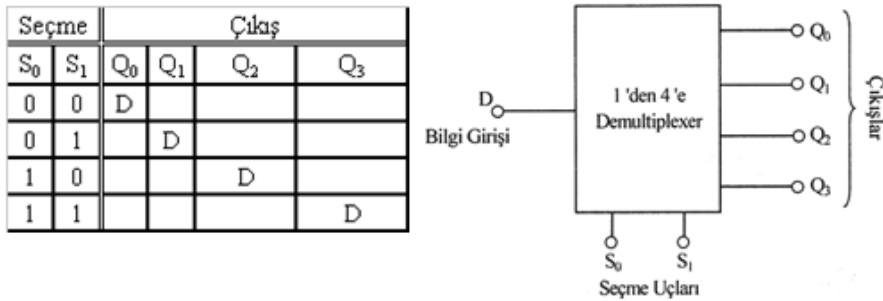 Seçme Çıkış
S0 S1 Q0 Q1 Q2 Q3
0 0 D
0 1 D
1 0 D
1 1 D
D
Bilgi Girişi
1 'den 4 'e
Demultiplexer
Q0
Q1
Q2
Q3
Çıkışlar
S0 S1
Seçme Uçları